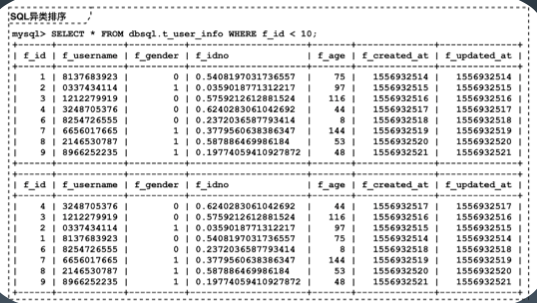 SQL异类排序
mysql> SELECT * FROM dbsql.t_user_info WHERE f_id < 10;
| f_id | f_username | f_gender | f_idno | f_age | f_created_at | f_updated_at |
| 1 | 8137683923 | 0 | 0.5408197031736557 | 75 | 1556932514 | 1556932514 |
| 2 | 0337434114 | 1 | 0.0359018771312217 | 97 | 1556932515 | 1556932515 |
| 3 | 1212279919 | 0 | 0.5759212612881524 | 116 | 1556932516 | 1556932516 |
| 4 | 3248705376 | 0 | 0.6240283061042692 | 44 | 1556932517 | 1556932517 |
| 6 | 8254726555 | 0 | 0.2372036587793414 | 8 | 1556932518 | 1556932518 |
| 7 | 6656017665 | 1 | 0.3779560638386347 | 144 | 1556932519 | 1556932519 |
| 8 | 2146530787 | 1 | 0.587886469986184 | 53 | 1556932520 | 1556932520 |
| 9 | 8966252235 | 1 | 0.19774059410927872 | 48 | 1556932521 | 1556932521 |
| f_id | f_username | f_gender | f_idno | f_age | f_created_at | f_updated_at |
| 4 | 3248705376 | 0 | 0.6240283061042692 | 44 | 1556932517 | 1556932517 |
| 3 | 1212279919 | 0 | 0.5759212612881524 | 116 | 1556932516 | 1556932516 |
| 2 | 0337434114 | 1 | 0.0359018771312217 | 97 | 1556932515 | 1556932515 |
| 1 | 8137683923 | 0 | 0.5408197031736557 | 75 | 1556932514 | 1556932514 |
| 6 | 8254726555 | 0 | 0.2372036587793414 | 8 | 1556932518 | 1556932518 |
| 7 | 6656017665 | 1 | 0.3779560638386347 | 144 | 1556932519 | 1556932519 |
| 8 | 2146530787 | 1 | 0.587886469986184 | 53 | 1556932520 | 1556932520 |
| 9 | 8966252235 | 1 | 0.19774059410927872 | 48 | 1556932521 | 1556932521 |